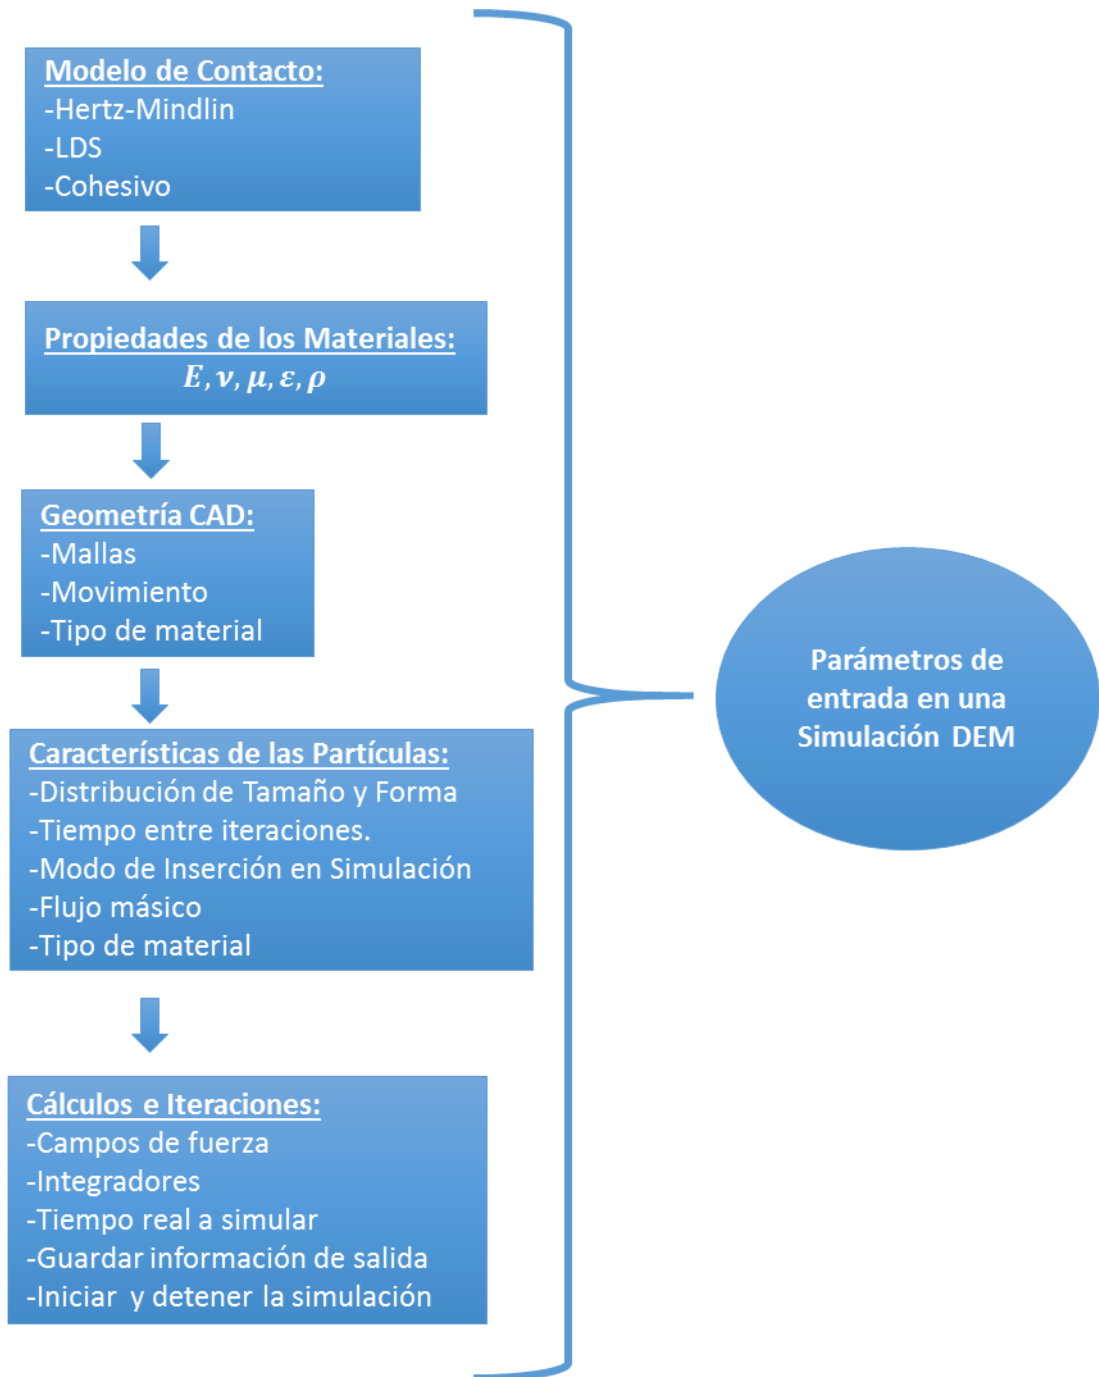 Modelo de Contacto:
-Hertz-Mindlin
-LDS
-Cohesivo
Propiedades de los Materiales:
E, ν, μ, ε, ρ
Geometría CAD:
-Mallas
-Movimiento
-Tipo de material
Característícas de las Partículas:
-Distribución de Tamaño y Forma
-Tiempo entre iteraciones.
-Modo de Inserción en Simulación
-Flujo másico
-Tipo de material
Cálculos e Iteraciones:
-Campos de fuerza
-Integradores
-Tiempo real a simular
-Guardar información de salida
-Iniciar y detener la simulación
Parámetros de
entrada en una
Simulación DEM